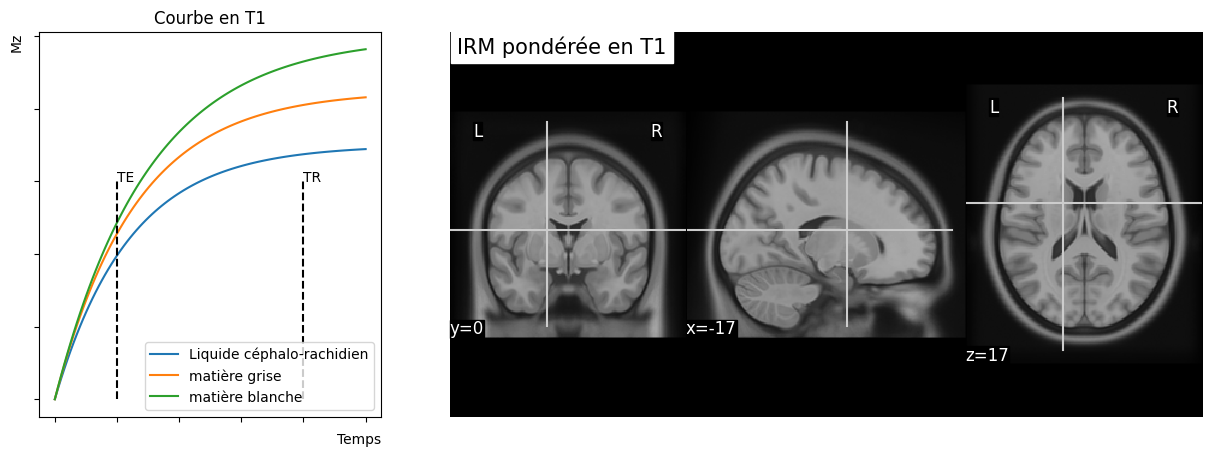 Courbe en T1
Mz
TE
TR
Liquide céphalo-rachidien
matière grise
matière blanche
Temps
IRM pondérée en T1
L R
y=0
x=-17
L R
z=17